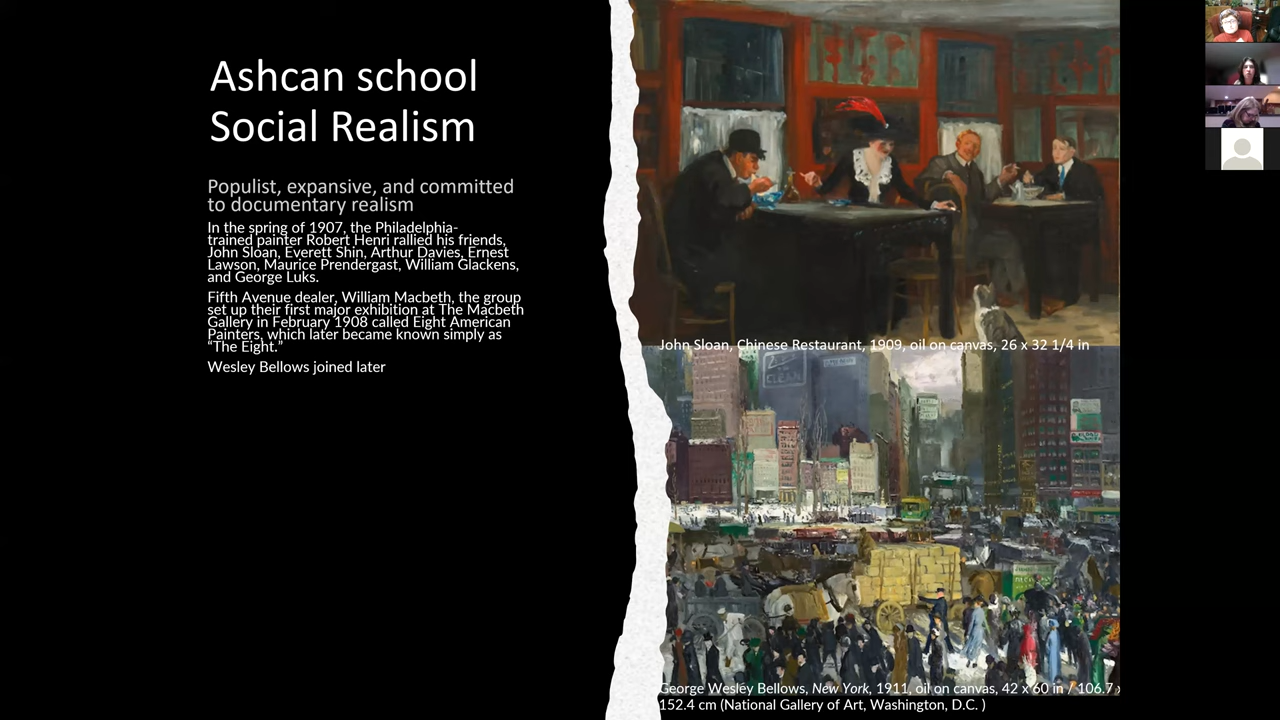 Ashcan school
Social Realism
Populist, expansive, and committed
to documentary realism
In the spring of 1907, the Philadelphia-
trained painter Robert Henri rallied his friends,
John Sloan, Everett Shin, Arthur Davies, Ernest
Lawson, Maurice Prendergast, William Glackens,
and George Luks.
Fifth Avenue dealer, William Macbeth, the group
set up their first major exhibition at The Macbeth
Gallery in February 1908 called Eight American
Painters, which later became known simply as
“The Eight.”
Wesley Bellows joined later
John Sloan, Chinese Restaurant, 1909, oil on canvas, 26 x 32 1/4 in
George Wesley Bellows, New York, 1911, oil on canvas, 42 x 60 in / 106.7 x
152.4 cm (National Gallery of Art, Washington, D.C. )